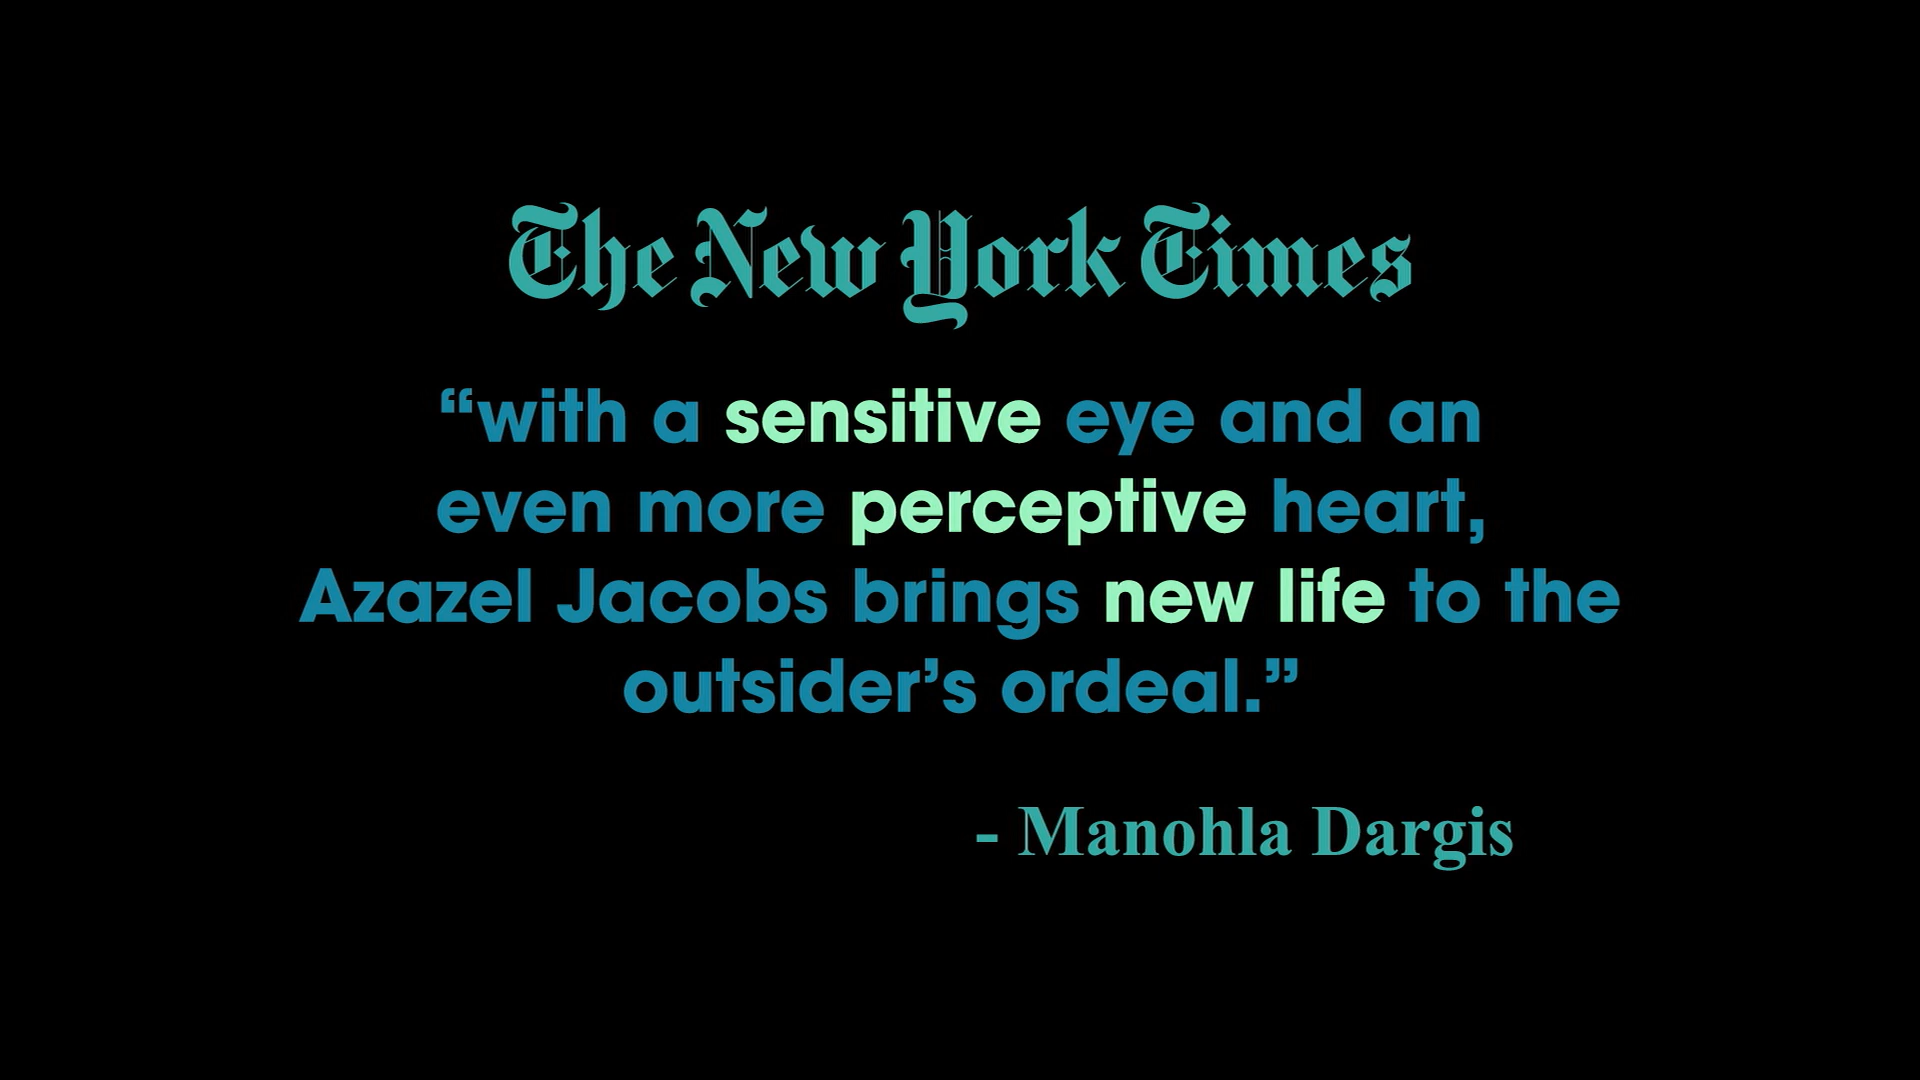 The New York Times
“with a sensitive eye and an
even more perceptive heart,
Azazel Jacobs brings new life to the
outsider’s ordeal.”
- Manohla Dargis